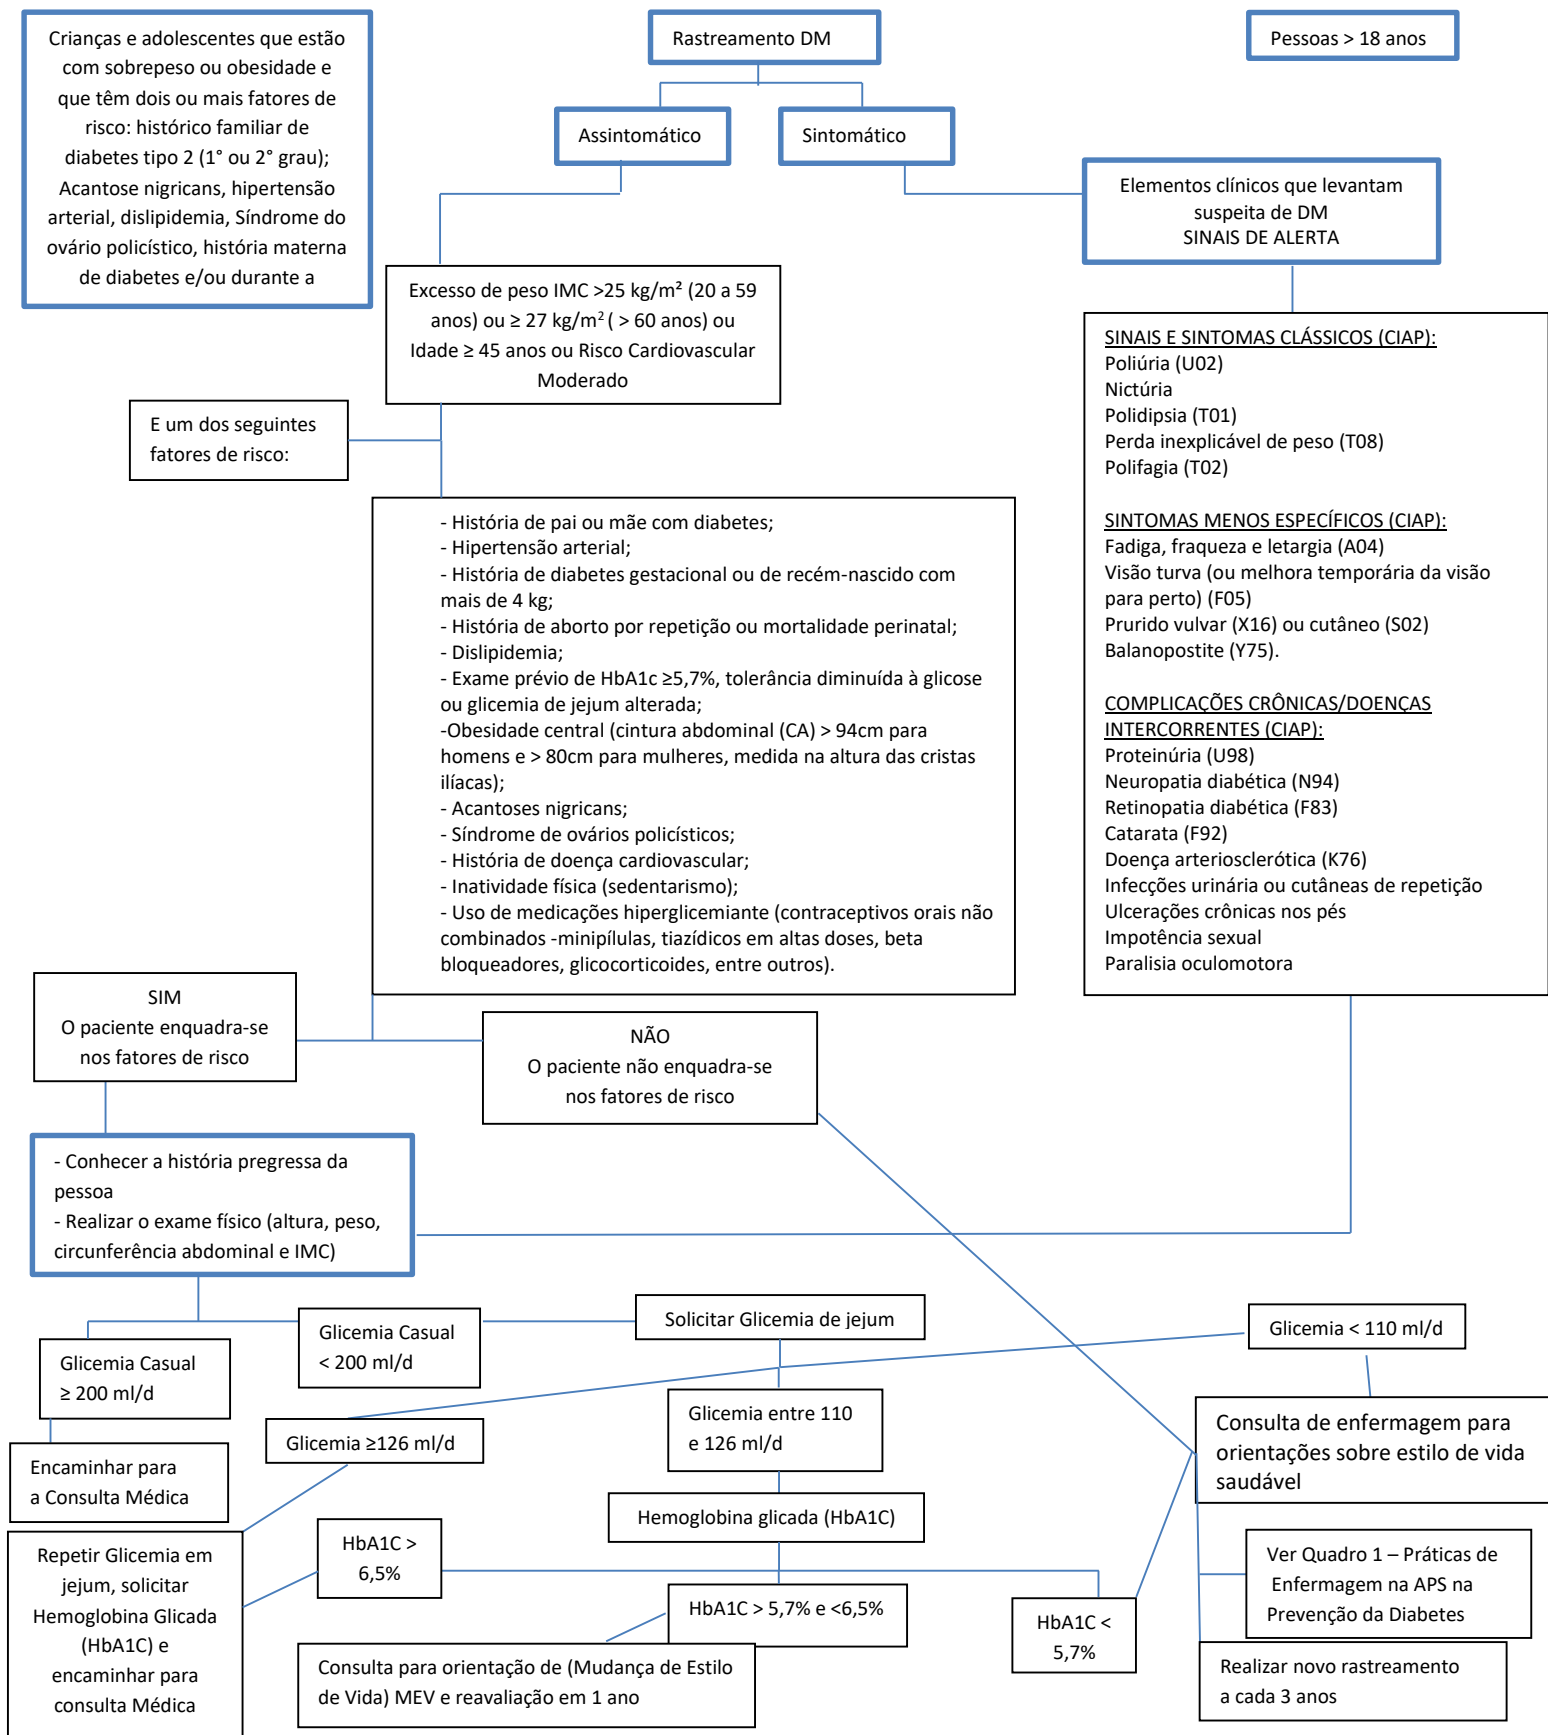 Crianças e adolescentes que estão
com sobrepeso ou obesidade e
que têm dois ou mais fatores de
risco: histórico familiar de
diabetes tipo 2 (1° ou 2° grau);
Acantose nigricans, hipertensão
arterial, dislipidemia, Síndrome do
ovário policístico, história materna
de diabetes e/ou durante a
Rastreamento DM
Pessoas > 18 anos
Assintomático
Sintomático
Elementos clínicos que levantam
suspeita de DM
SINAIS DE ALERTA
Excesso de peso IMC >25 kg/m² (20 a 59
anos) ou ≥ 27 kg/m² ( > 60 anos) ou
Idade ≥ 45 anos ou Risco Cardiovascular
Moderado
E um dos seguintes
fatores de risco:
SINAIS E SINTOMAS CLÁSSICOS (CIAP):
Poliúria (U02)
Nictúria
Polidipsia (T01)
Perda inexplicável de peso (T08)
Polifagia (T02)
SINTOMAS MENOS ESPECÍFICOS (CIAP):
Fadiga, fraqueza e letargia (A04)
Visão turva (ou melhora temporária da visão
para perto) (F05)
Prurido vulvar (X16) ou cutâneo (S02)
Balanopostite (Y75).
COMPLICAÇÕES CRÔNICAS/DOENÇAS
INTERCORRENTES (CIAP):
Proteinúria (U98)
Neuropatia diabética (N94)
Retinopatia diabética (F83)
Catarata (F92)
Doença arteriosclerótica (K76)
Infecções urinária ou cutâneas de repetição
Ulcerações crônicas nos pés
Impotência sexual
Paralisia oculomotora
- História de pai ou mãe com diabetes;
- Hipertensão arterial;
- História de diabetes gestacional ou de recém-nascido com
mais de 4 kg;
- História de aborto por repetição ou mortalidade perinatal;
- Dislipidemia;
- Exame prévio de HbA1c ≥5,7%, tolerância diminuída à glicose
ou glicemia de jejum alterada;
-Obesidade central (cintura abdominal (CA) > 94cm para
homens e > 80cm para mulheres, medida na altura das cristas
ilíacas);
- Acantoses nigricans;
- Síndrome de ovários policísticos;
- História de doença cardiovascular;
- Inatividade física (sedentarismo);
- Uso de medicações hiperglicemiante (contraceptivos orais não
combinados -minipílulas, tiazídicos em altas doses, beta
bloqueadores, glicocorticoides, entre outros).
SIM
O paciente enquadra-se
nos fatores de risco
NÃO
O paciente não enquadra-se
nos fatores de risco
- Conhecer a história pregressa da
pessoa
- Realizar o exame físico (altura, peso,
circunferência abdominal e IMC)
Glicemia Casual
≥ 200 ml/d
Glicemia Casual
< 200 ml/d
Solicitar Glicemia de jejum
Glicemia < 110 ml/d
Encaminhar para
a Consulta Médica
Glicemia ≥126 ml/d
Glicemia entre 110
e 126 ml/d
Consulta de enfermagem para
orientações sobre estilo de vida
saudável
Hemoglobina glicada (HbA1C)
Repetir Glicemia em
jejum, solicitar
Hemoglobina Glicada
(HbA1C) e
encaminhar para
consulta Médica
HbA1C >
6,5%
HbA1C > 5,7% e <6,5%
HbA1C <
5,7%
Ver Quadro 1 – Práticas de
Enfermagem na APS na
Prevenção da Diabetes
Consulta para orientação de (Mudança de Estilo
de Vida) MEV e reavaliação em 1 ano
Realizar novo rastreamento
a cada 3 anos